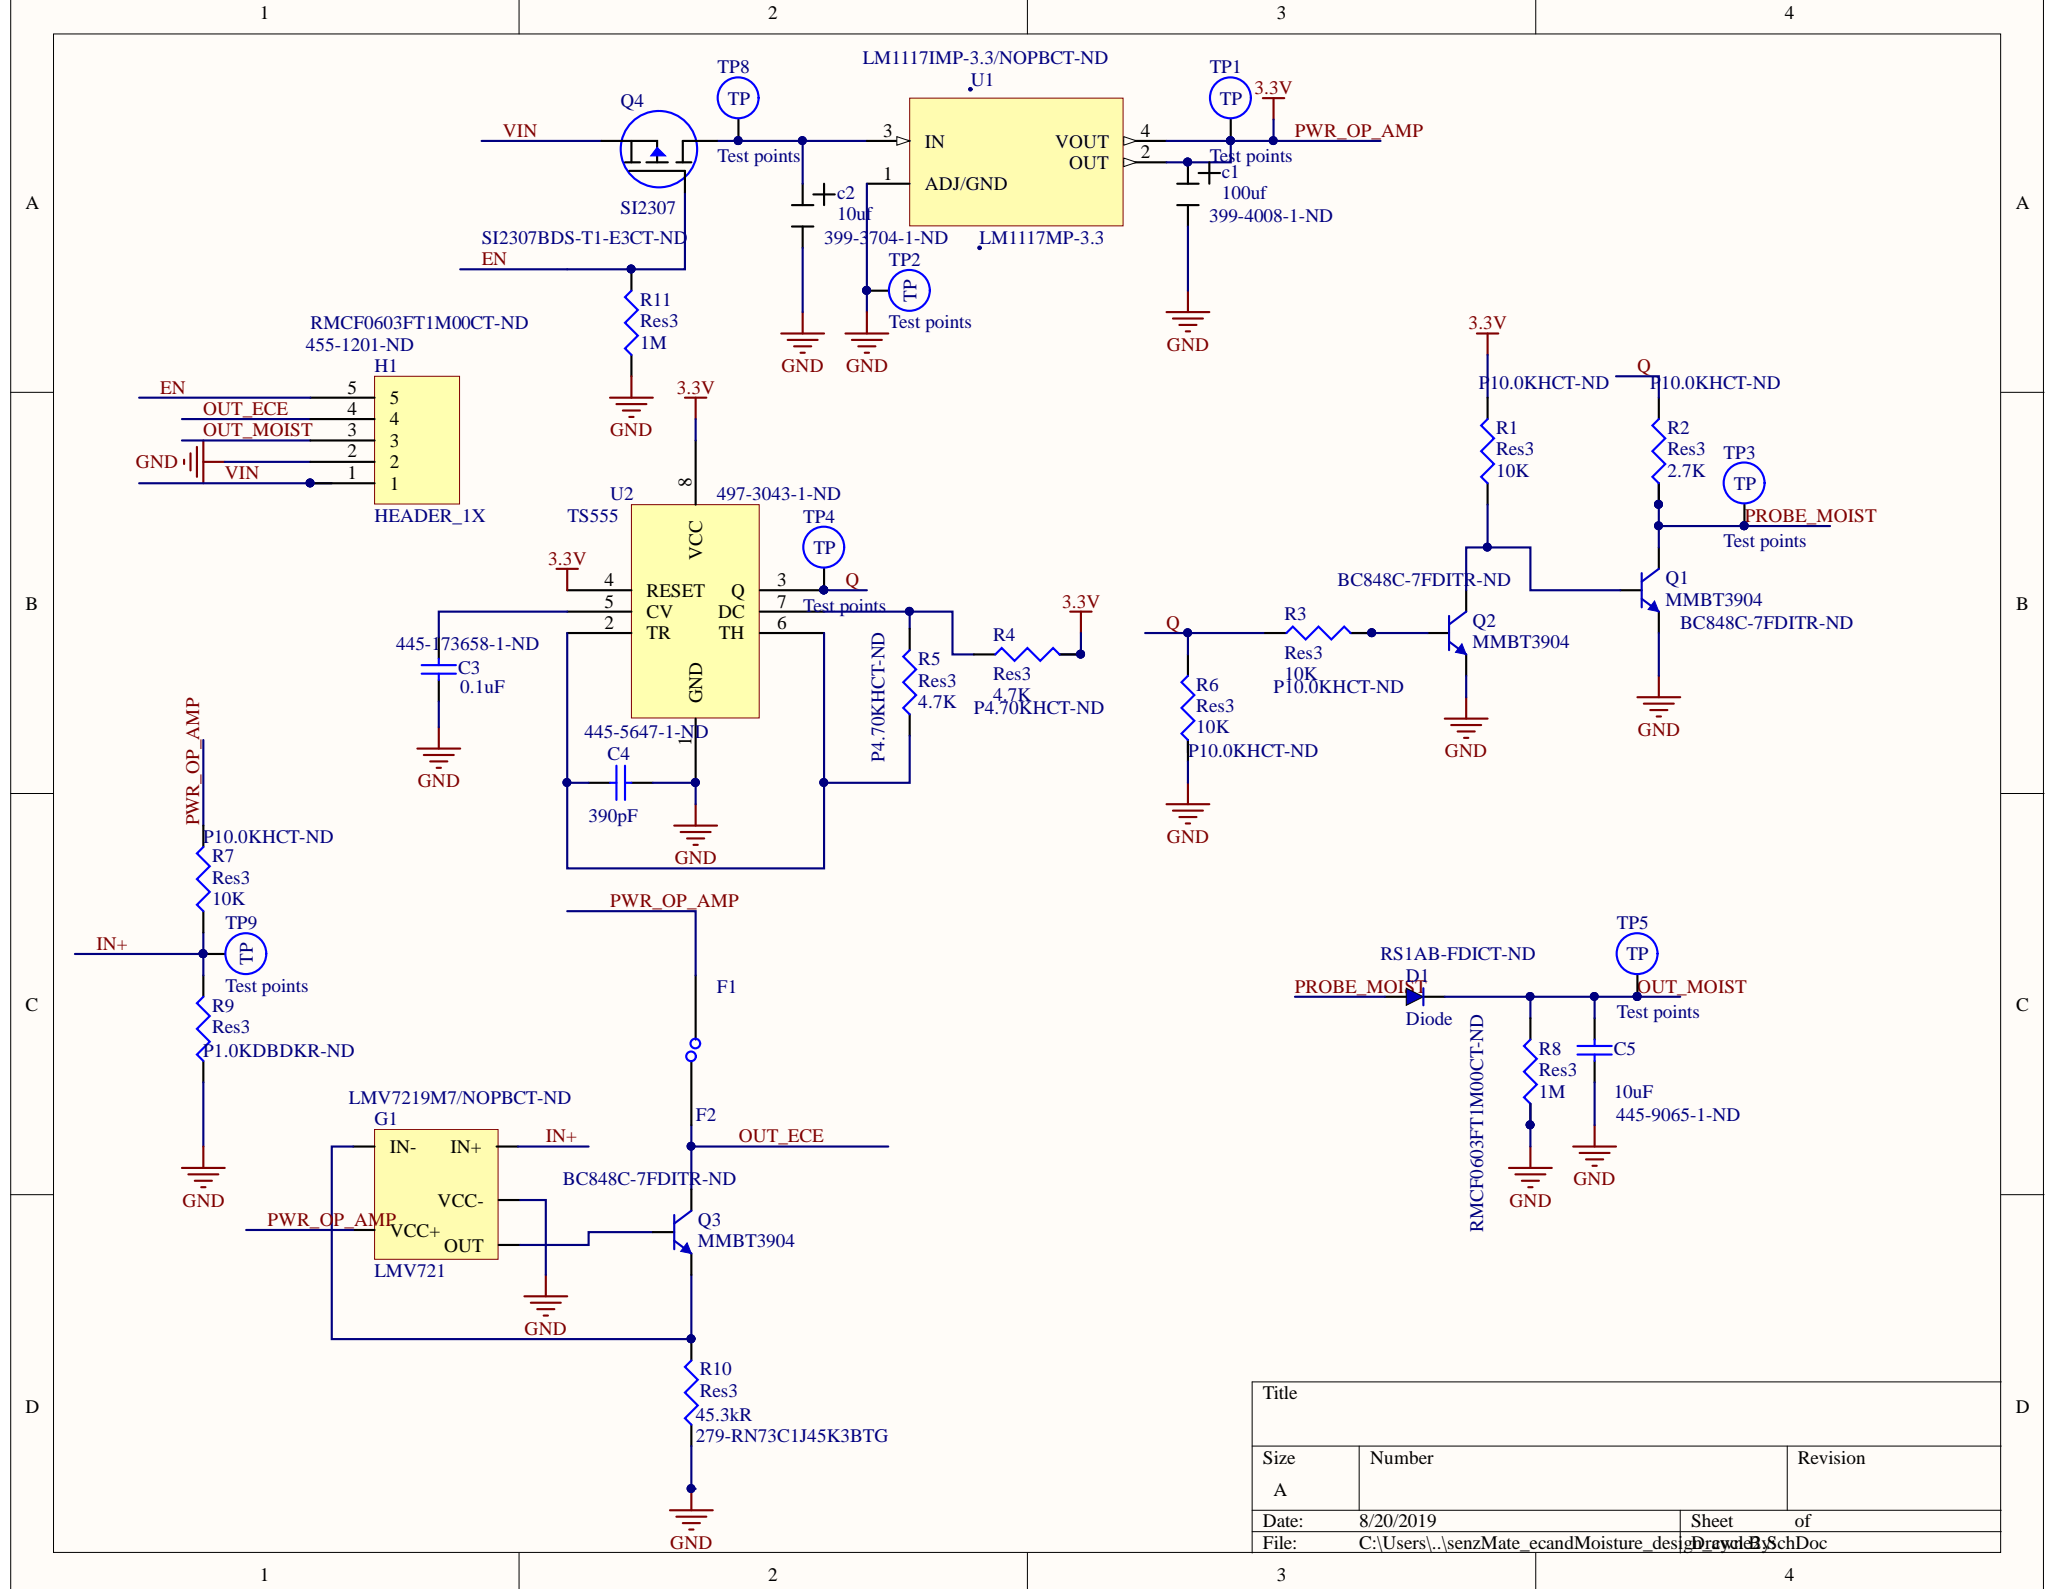 1
2
3
4
A
A
B
B
C
C
D
D
LM1117IMP-3.3/NOPBCT-ND
U1
TP8
TP
TP1
TP
3.3V
Q4
VIN
3
IN
VOUT
4
PWR_OP_AMP
Test points
OUT
2
Test points
1
ADJ/GND
c1
100uf
399-4008-1-ND
c2
10uf
399-3704-1-ND
SI2307
SI2307BDS-T1-E3CT-ND
LM1117MP-3.3
EN
TP2
TP
Test points
R11
Res3
1M
GND
GND
GND
GND
RMCF0603FT1M00CT-ND
455-1201-ND
H1
EN
5
5
OUT_ECE
4
4
OUT_MOIST
3
3
GND
2
2
VIN
1
1
HEADER_1X
3.3V
8
U2
497-3043-1-ND
TS555
VCC
TP4
TP
3.3V
4
RESET
Q
3
Q
5
CV
DC
7
Test points
2
TR
TH
6
GND
1
445-173658-1-ND
C3
0.1uF
GND
445-5647-1-ND
C4
390pF
GND
P4.70KHCT-ND
R5
Res3
4.7K
R4
Res3
4.7K
P4.70KHCT-ND
3.3V
3.3V
P10.0KHCT-ND
Q
P10.0KHCT-ND
R1
Res3
10K
R2
Res3
2.7K
TP3
TP
PROBE_MOIST
Test points
BC848C-7FDITR-ND
Q1
MMBT3904
BC848C-7FDITR-ND
Q
R3
Res3
10K
P10.0KHCT-ND
Q2
MMBT3904
R6
Res3
10K
P10.0KHCT-ND
GND
GND
GND
PWR_OP_AMP
P10.0KHCT-ND
R7
Res3
10K
TP9
IN+
TP
Test points
R9
Res3
P1.0KDBDKR-ND
GND
PWR_OP_AMP
F1
F2
LMV7219M7/NOPBCT-ND
G1
IN-
IN+
IN+
OUT_ECE
BC848C-7FDITR-ND
VCC-
PWR_OP_AMP
VCC+
OUT
Q3
MMBT3904
LMV721
GND
R10
Res3
45.3kR
279-RN73C1J45K3BTG
GND
TP5
RS1AB-FDICT-ND
TP
D1
PROBE_MOIST
OUT_MOIST
Diode
Test points
RMCF0603FT1M00CT-ND
R8
Res3
1M
C5
10uF
445-9065-1-ND
GND
GND
Title
Size
Number
Revision
A
Date:
8/20/2019
Sheet of
File:
C:\Users\..\senzMate_ecandMoisture_design_cycle2.SchDoc
Drawn By:
1
2
3
4